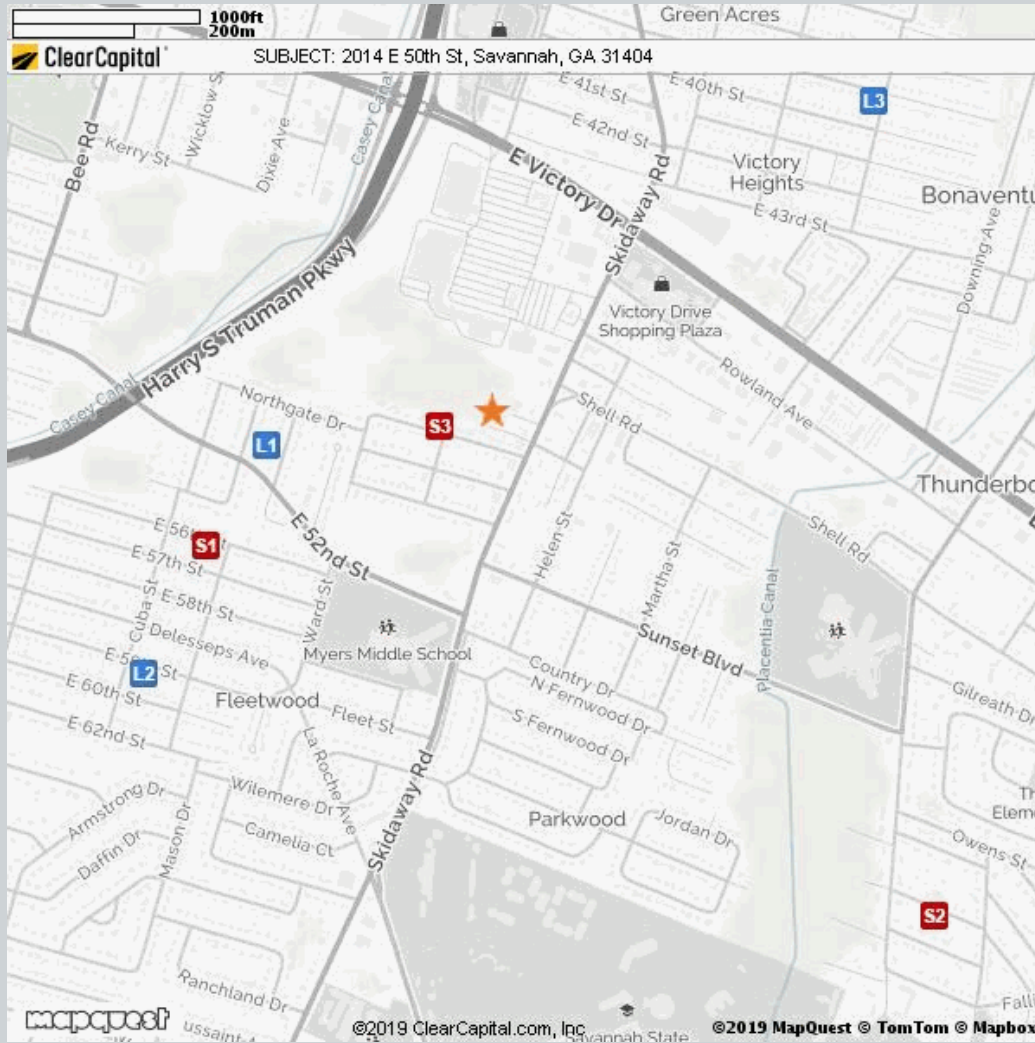 1000ft
200m
Green Acres
ClearCapital
SUBJECT: 2014 E 50th St, Savannah, GA 31404
E 41st St
E 40th St
L3
E 42nd St
Bee Rd
Kerry St
Dixie Ave
Casey Canal
E Victory Dr
Skidaway Rd
Victory
Heights
E 43rd St
Downing Ave
Harry S Truman Pkwy
Victory Drive
Shopping Plaza
Rowland Ave
Casey Canal
Northgate Dr
S3
Shell Rd
L1
E 52nd St
S1
E 57th St
E 58th St
Cuba St
Ward St
Delesseps Ave
Helen St
Martha St
Placentia Canal
Shell Rd
Myers Middle School
Sunset Blvd
L2
E 60th St
Fleetwood
Fleet St
E 62nd St
La Roche Ave
Country Dr
N Fernwood Dr
S Fernwood Dr
Gilreath Dr
Wilemere Dr
Armstrong Dr
Camelia Ct
Daffin Dr
Mason Dr
Skidaway Rd
Parkwood
Jordan Dr
Owens St
S2
Ranchland Dr
mapquest
©2019 ClearCapital.com, Inc
Savannah State
©2019 MapQuest © TomTom © Mapbox